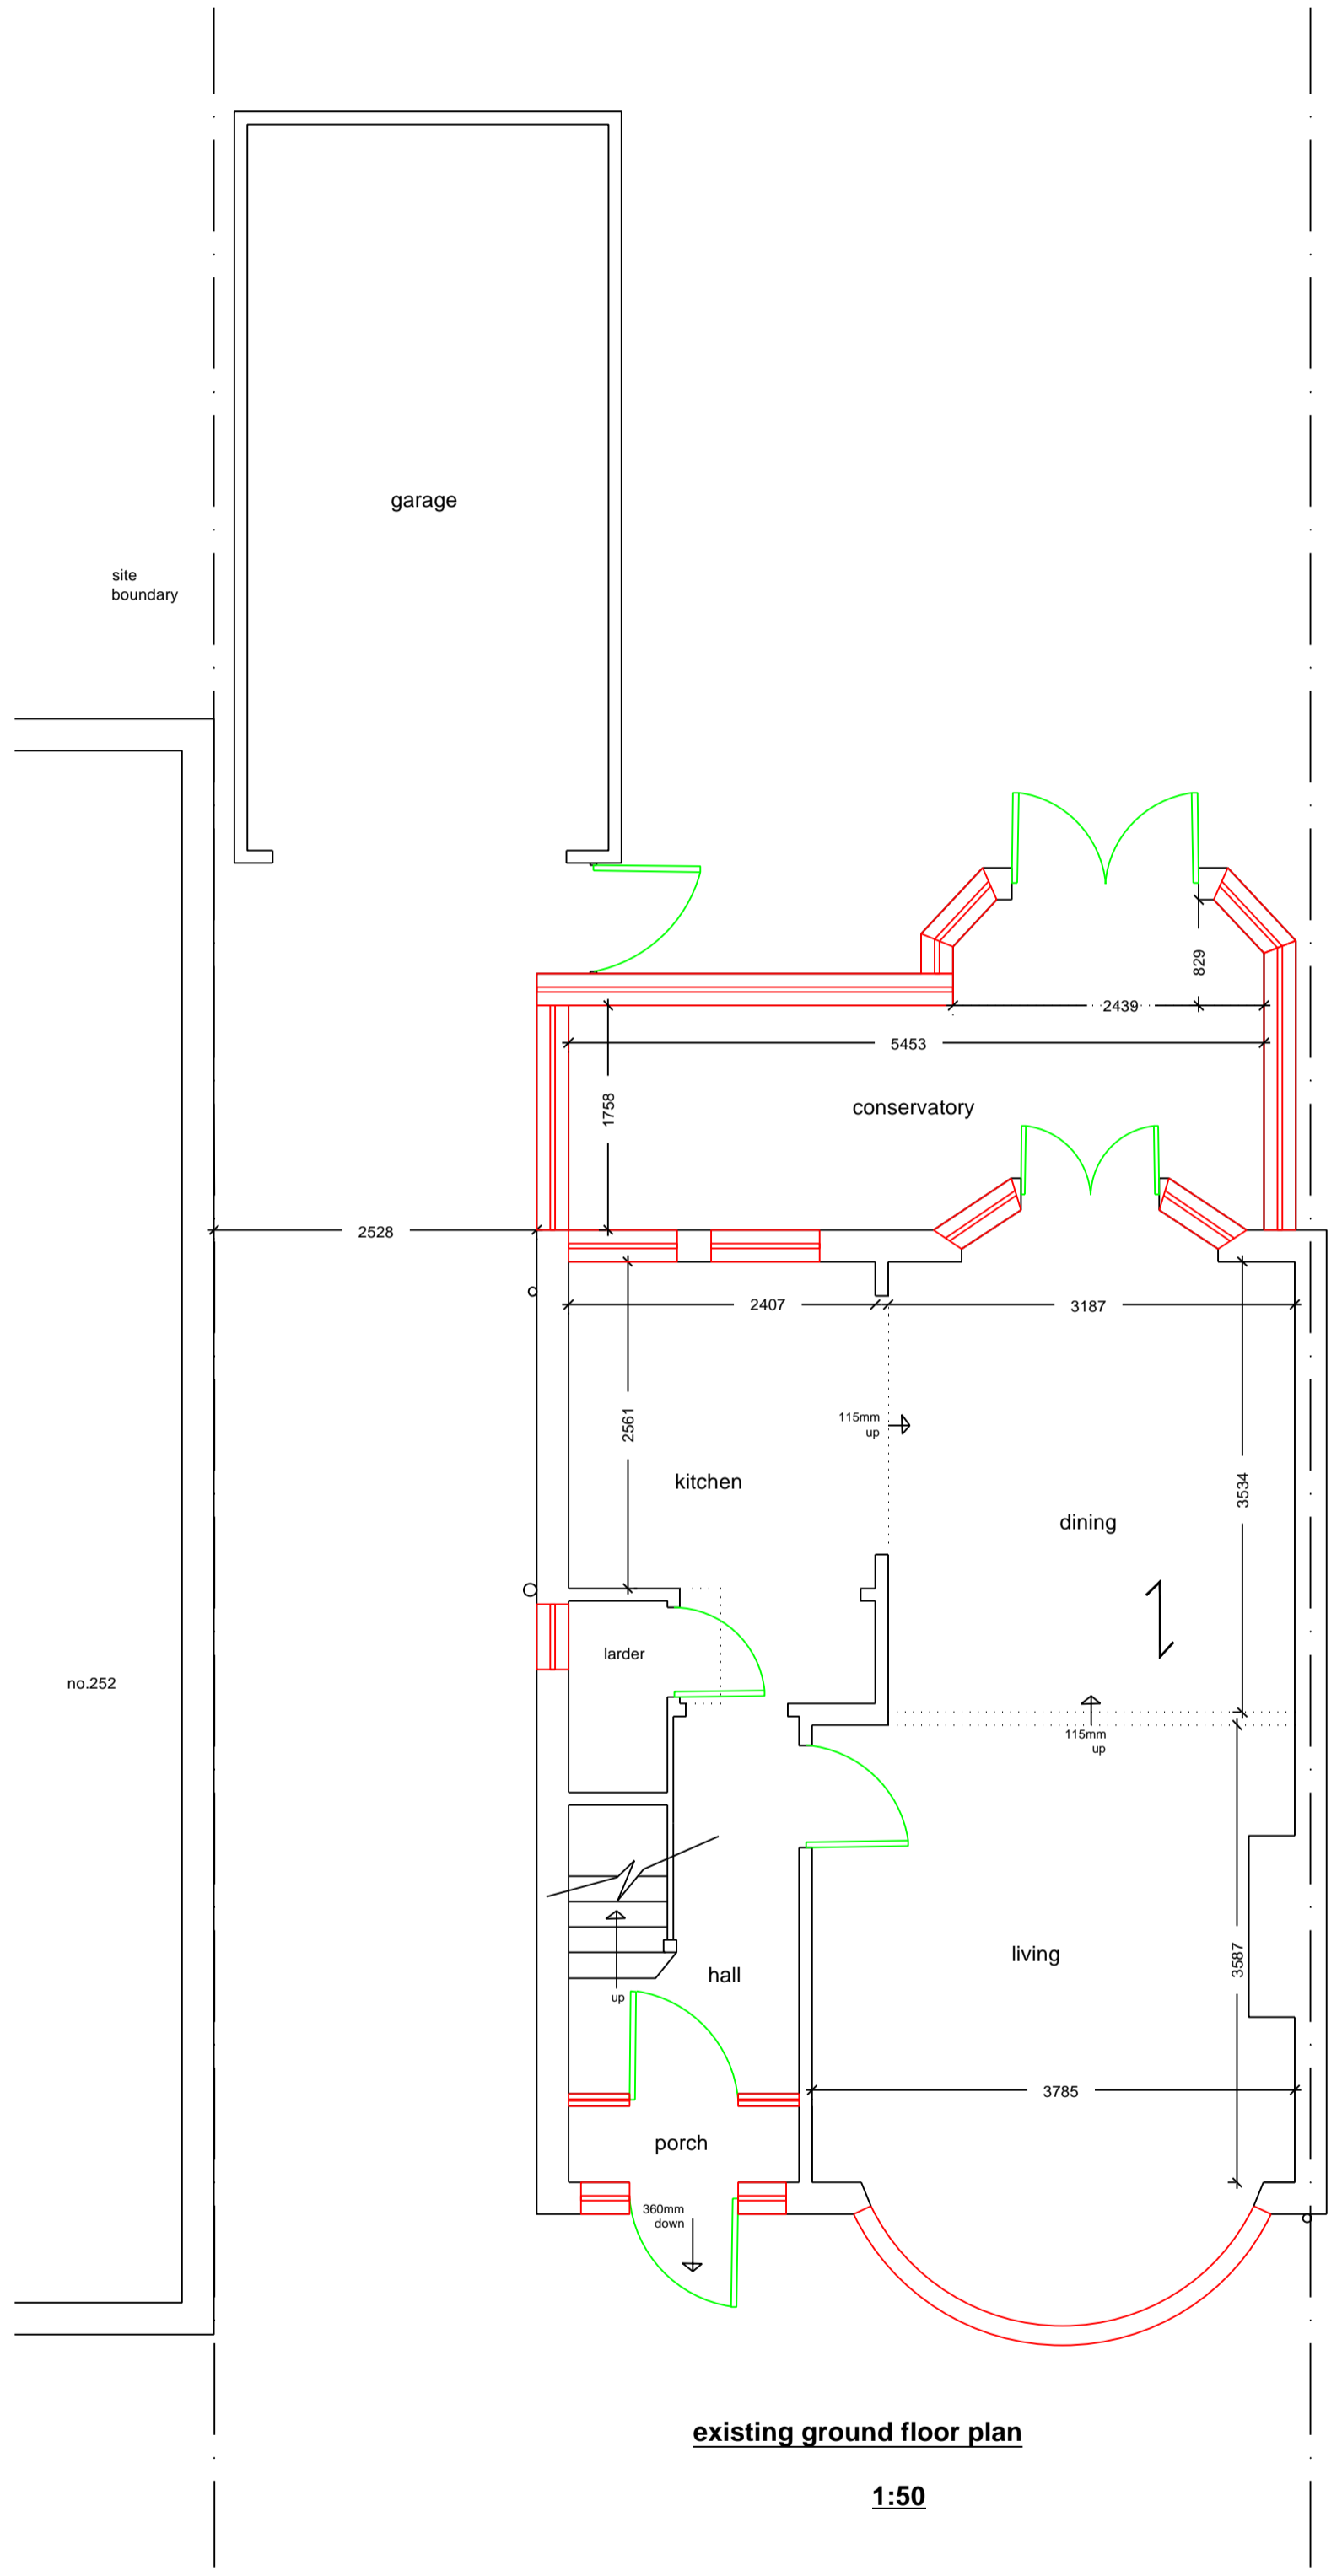 garage
site
boundary
829
2439
5453
1758
conservatory
2528
2407
3187
2561
115mm
up
kitchen
3534
dining
larder
no.252
115mm
up
living
3587
hall
up
3785
porch
360mm
down
existing ground floor plan
1:50